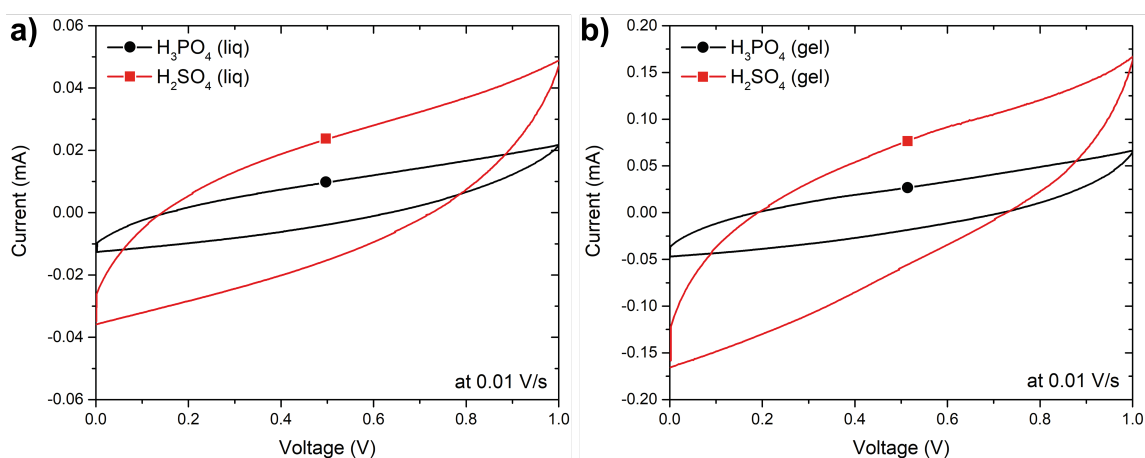 a)
H₃PO₄ (liq)
H₂SO₄ (liq)
0.06
0.04
0.02
0.00
-0.02
-0.04
-0.06
Current (mA)
at 0.01 V/s
0.0 0.2 0.4 0.6 0.8 1.0
Voltage (V)
b)
H₃PO₄ (gel)
H₂SO₄ (gel)
0.20
0.15
0.10
0.05
0.00
-0.05
-0.10
-0.15
-0.20
Current (mA)
at 0.01 V/s
0.0 0.2 0.4 0.6 0.8 1.0
Voltage (V)